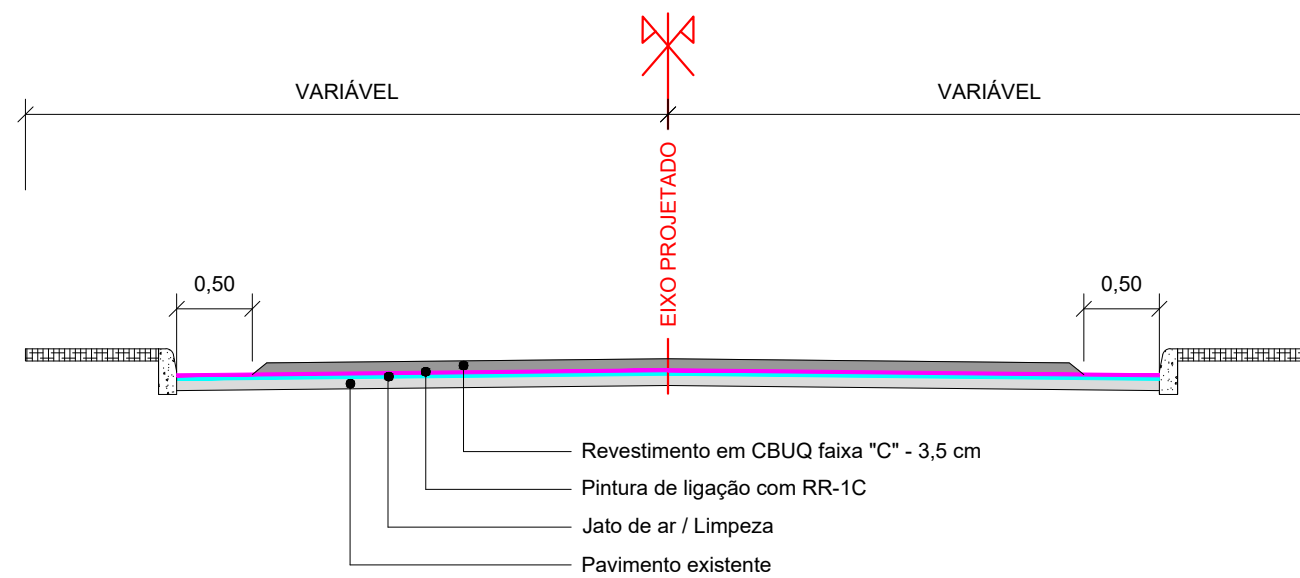 VARIÁVEL
VARIÁVEL
EIXO PROJETADO
0,50
0,50
Revestimento em CBUQ faixa "C" - 3,5 cm
Pintura de ligação com RR-1C
Jato de ar / Limpeza
Pavimento existente